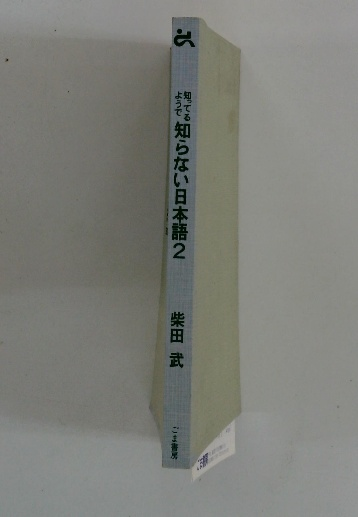 知ってる
ようで
知らない日本語2
柴田 武
ごま書房